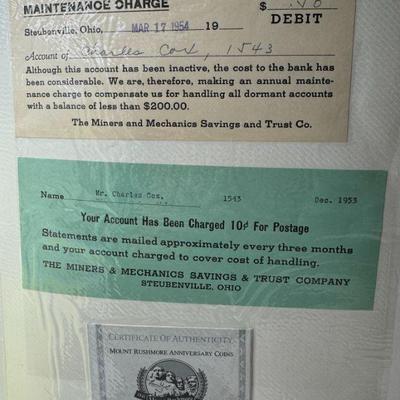 MAINTENANCE CHARGE $
Steubenville, Ohio, MAR 17 1954 19 DEBIT
Account of Charles Cox, 1543
Although this account has been inactive, the cost to the bank has
been considerable. We are, therefore, making an annual mainte-
nance charge to compensate us for handling all dormant accounts
with a balance of less than $200.00.
The Miners and Mechanics Savings and Trust Co.
Name Mr. Charles Cox, 1543 Dec. 1953
Your Account Has Been Charged 10¢ For Postage
Statements are mailed approximately every three months
and your account charged to cover cost of handling.
THE MINERS & MECHANICS SAVINGS & TRUST COMPANY
STEUBENVILLE, OHIO
CERTIFICATE OF AUTHENTICITY
MOUNT RUSHMORE ANNIVERSARY COINS